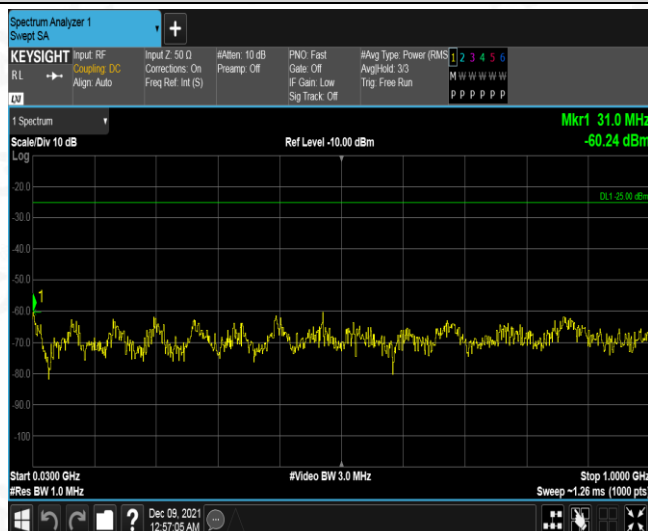 Spectrum Analyzer 1
Swept SA
+
KEYSIGHT
RL
LXI
Input: RF
Coupling: DC
Align: Auto
Input Z: 50 Ω
Corrections: On
Freq Ref: Int (S)
#Atten: 10 dB
Preamp: Off
PNO: Fast
Gate: Off
IF Gain: Low
Sig Track: Off
#Avg Type: Power (RMS
Avg|Hold: 3/3
Trig: Free Run
1 2 3 4 5 6
M W W W W W
P P P P P P
1 Spectrum
Scale/Div 10 dB
Log
Ref Level -10.00 dBm
Mkr1 31.0 MHz
-60.24 dBm
DL1 -25.00 dBm
-20.0
-30.0
-40.0
-50.0
-60.0
-70.0
-80.0
-90.0
-100
1
Start 0.0300 GHz
#Res BW 1.0 MHz
#Video BW 3.0 MHz
Stop 1.0000 GHz
Sweep ~1.26 ms (1000 pts)
?
Dec 09, 2021
12:57:05 AM